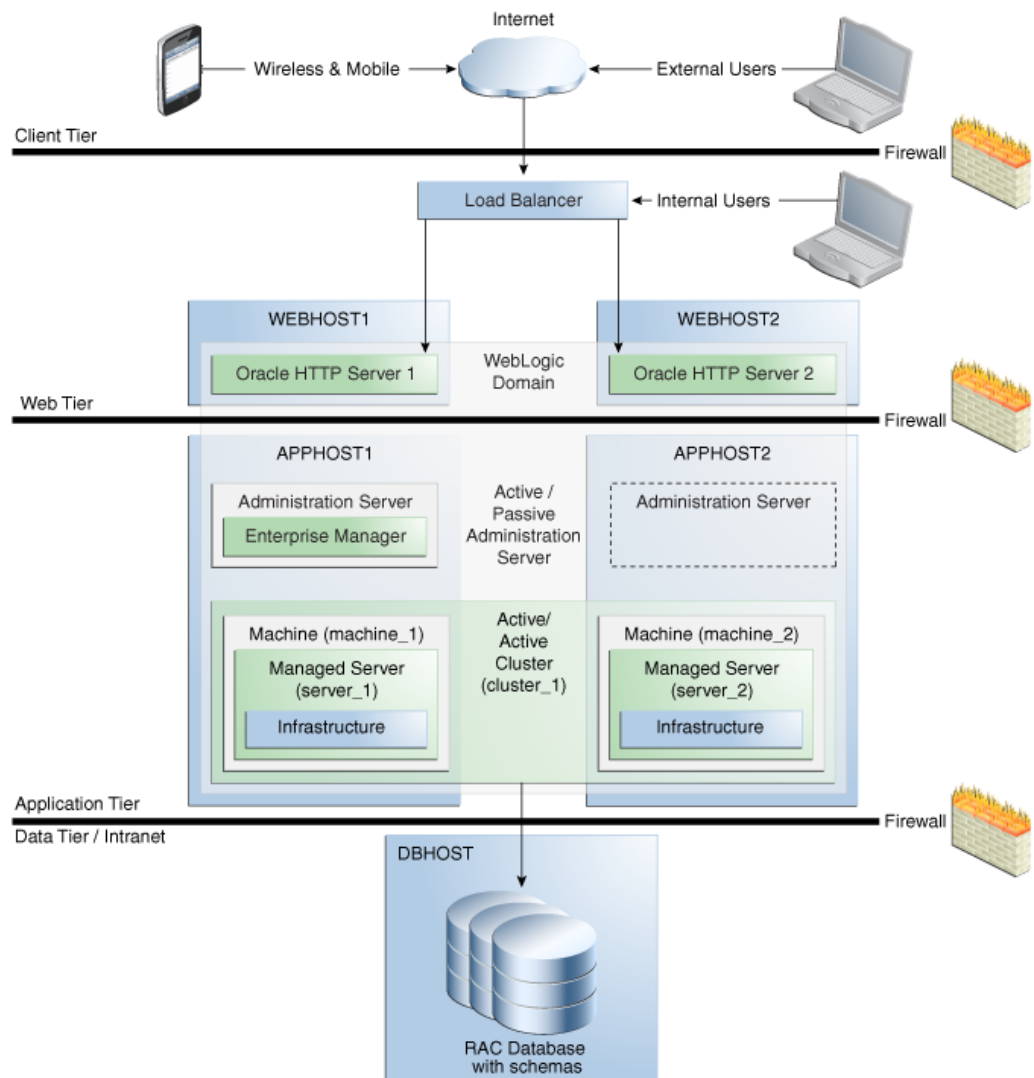 Internet
Wireless & Mobile
External Users
Client Tier
Firewall
Load Balancer
Internal Users
WEBHOST1
WEBHOST2
Oracle HTTP Server 1
WebLogic
Domain
Oracle HTTP Server 2
Web Tier
Firewall
APPHOST1
APPHOST2
Administration Server
Enterprise Manager
Active /
Passive
Administration
Server
Administration Server
Machine (machine_1)
Managed Server
(server_1)
Infrastructure
Active/
Active
Cluster
(cluster_1)
Machine (machine_2)
Managed Server
(server_2)
Infrastructure
Application Tier
Firewall
Data Tier / Intranet
DBHOST
RAC Database
with schemas